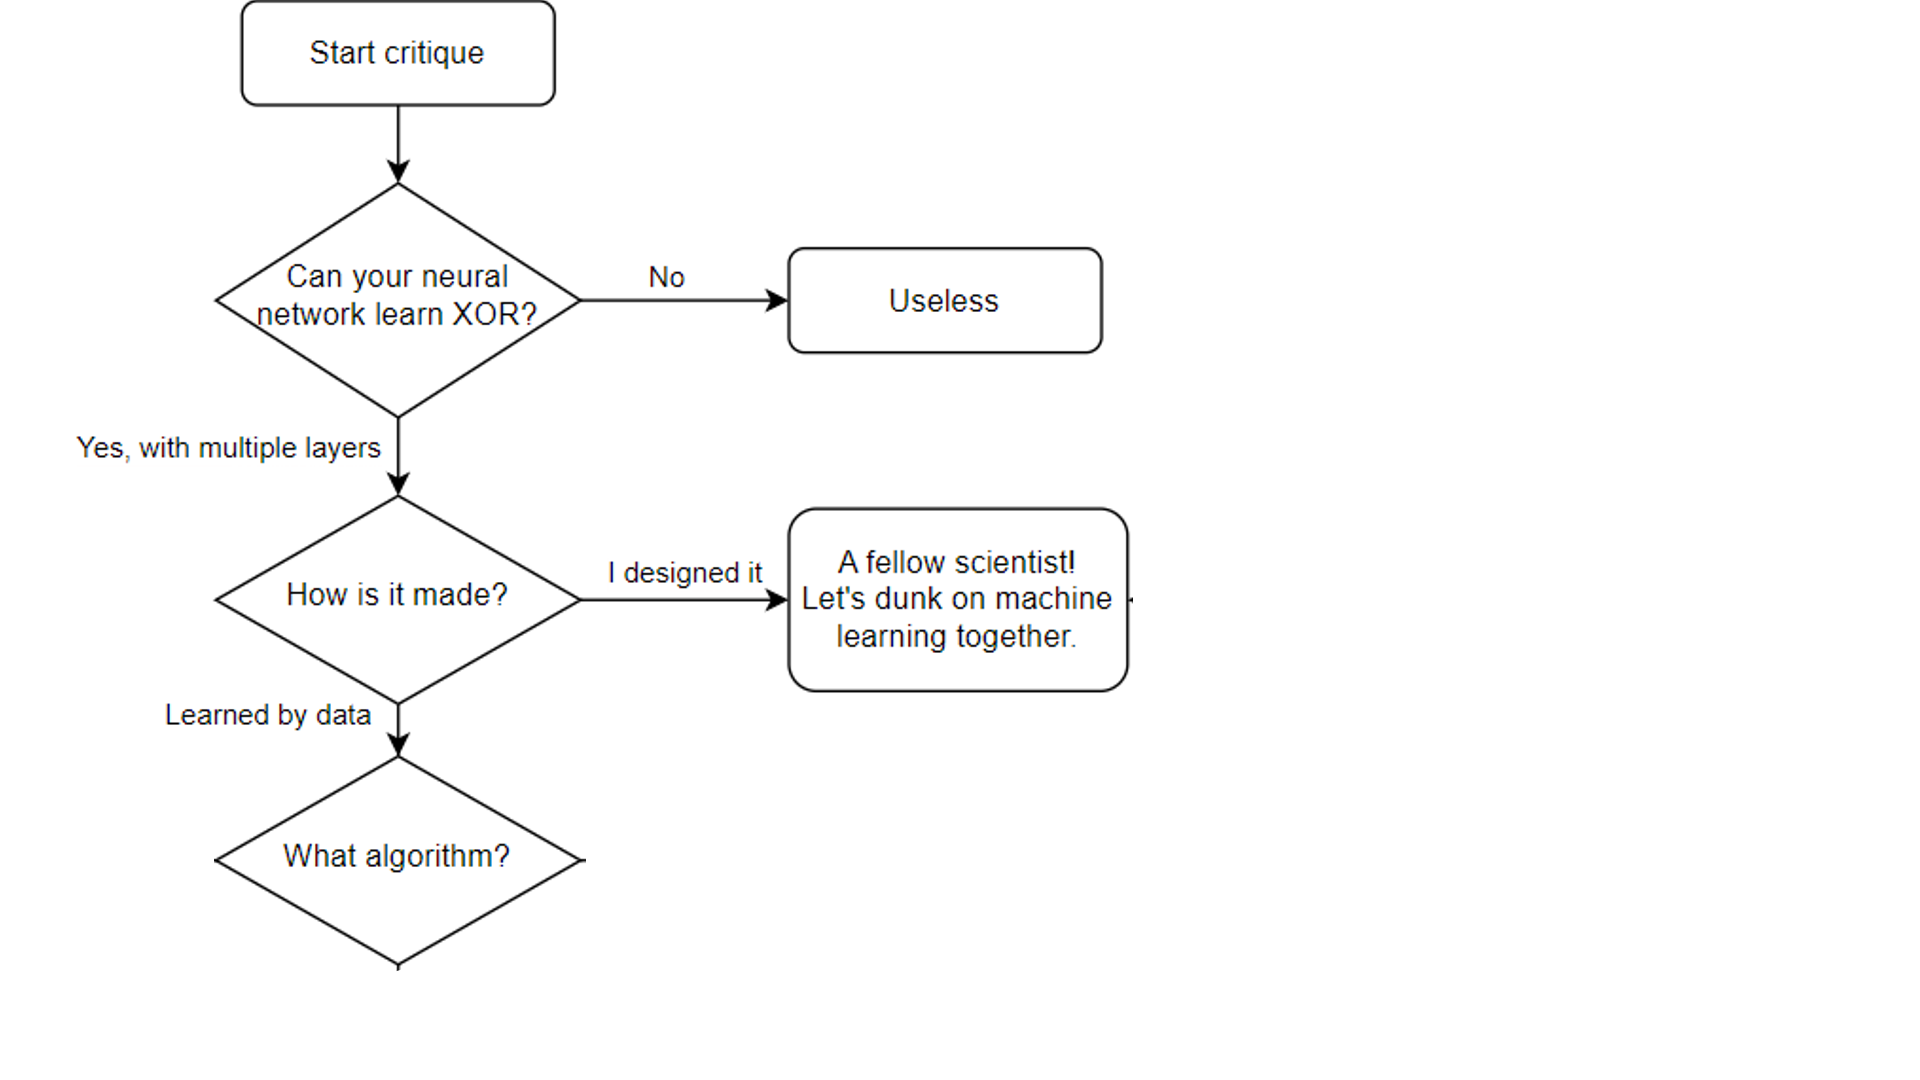 Start critique
Can your neural
network learn XOR?
No
Useless
Yes, with multiple layers
How is it made?
I designed it
A fellow scientist!
Let's dunk on machine
learning together.
Learned by data
What algorithm?